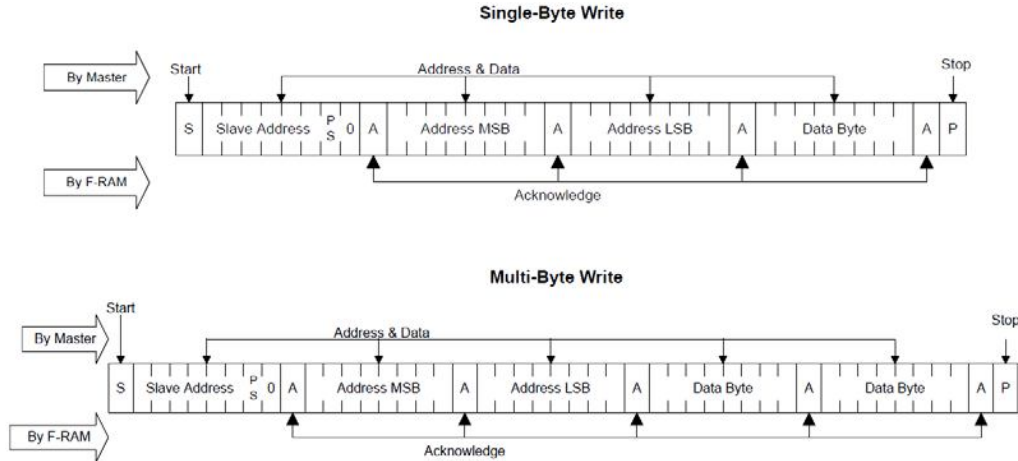 Single-Byte Write
By Master
Start
Address & Data
Stop
S Slave Address PS 0 A Address MSB A Address LSB A Data Byte A P
By F-RAM
Acknowledge
Multi-Byte Write
Start
By Master
Address & Data
Stop
S Slave Address PS 0 A Address MSB A Address LSB A Data Byte A Data Byte A P
By F-RAM
Acknowledge